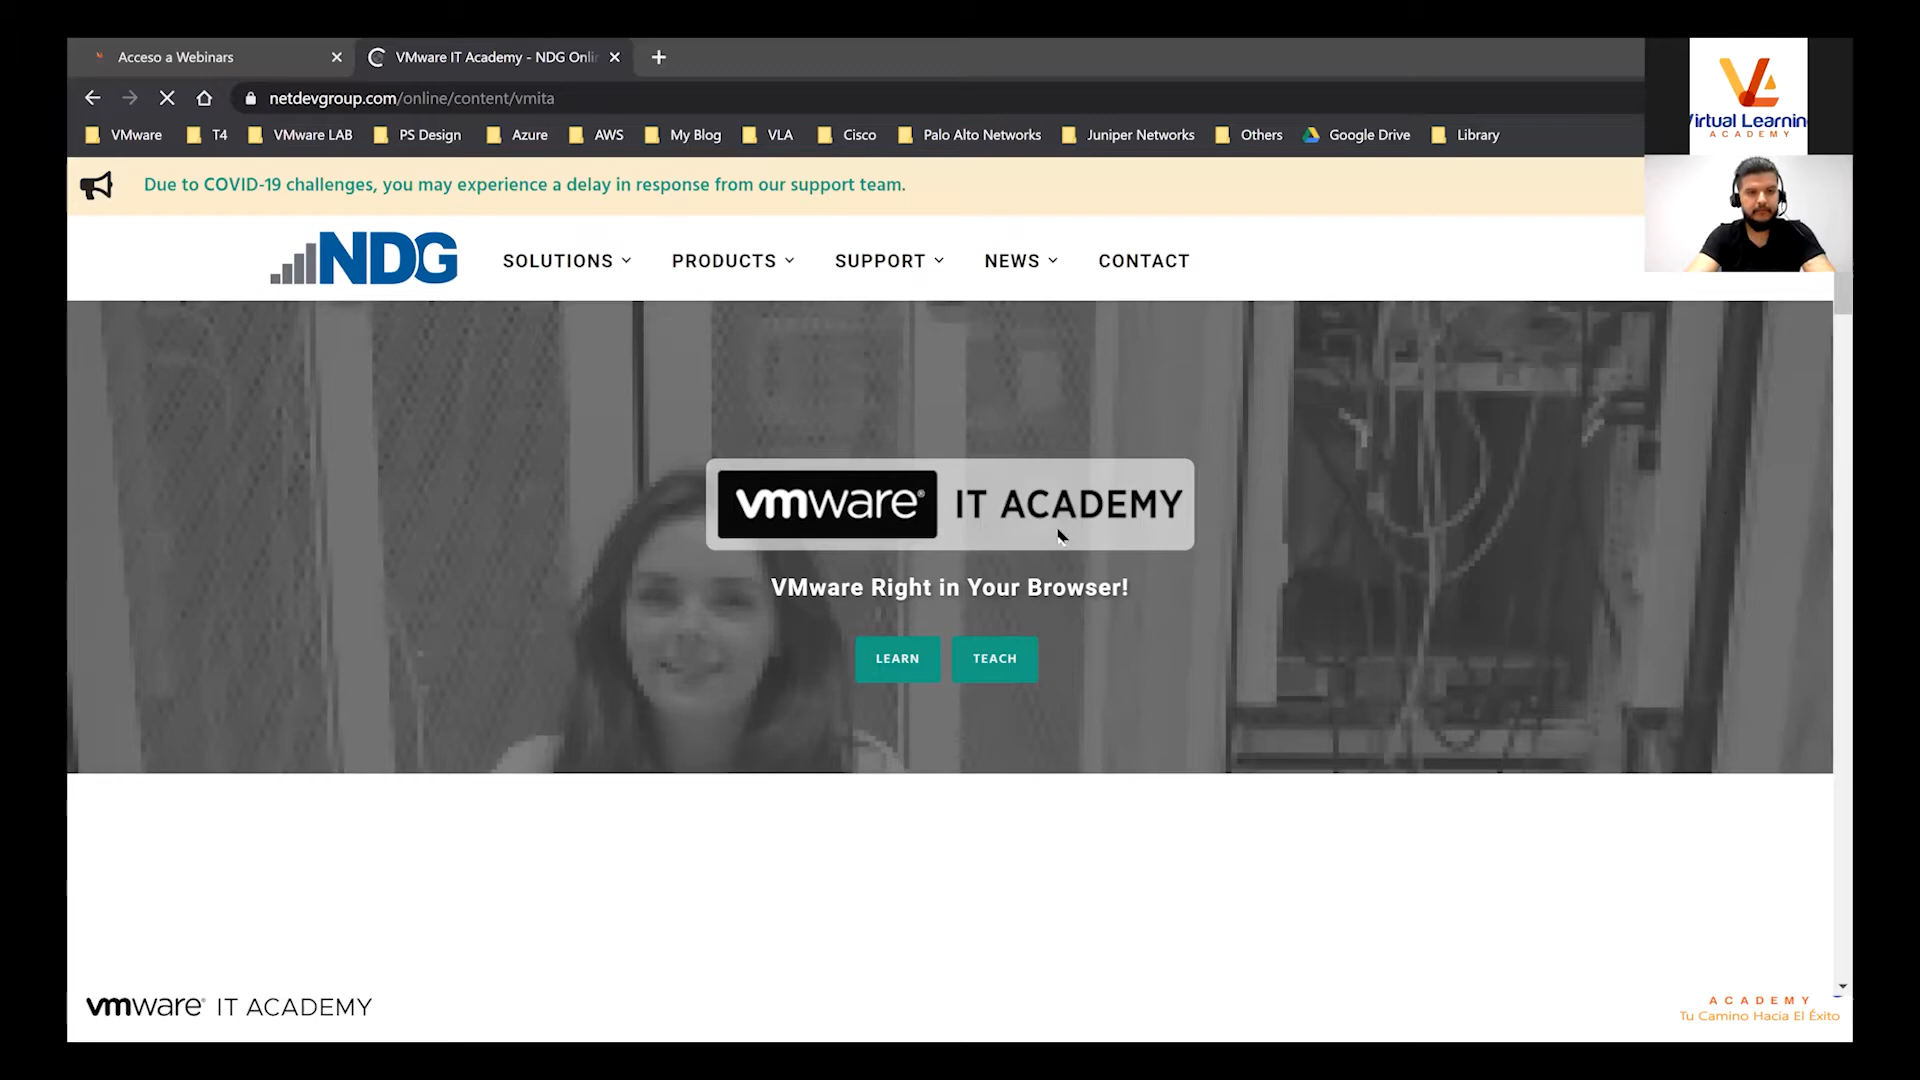 Acceso a Webinars
VMware IT Academy - NDG Onli
netdevgroup.com/online/content/vmita
VMware
T4
VMware LAB
PS Design
Azure
AWS
My Blog
VLA
Cisco
Palo Alto Networks
Juniper Networks
Others
Google Drive
Library
Virtual Learning
ACADEMY
Due to COVID-19 challenges, you may experience a delay in response from our support team.
NDG
SOLUTIONS
PRODUCTS
SUPPORT
NEWS
CONTACT
vmware® IT ACADEMY
VMware Right in Your Browser!
LEARN
TEACH
vmware® IT ACADEMY
ACADEMY
Tu Camino Hacia El Éxito